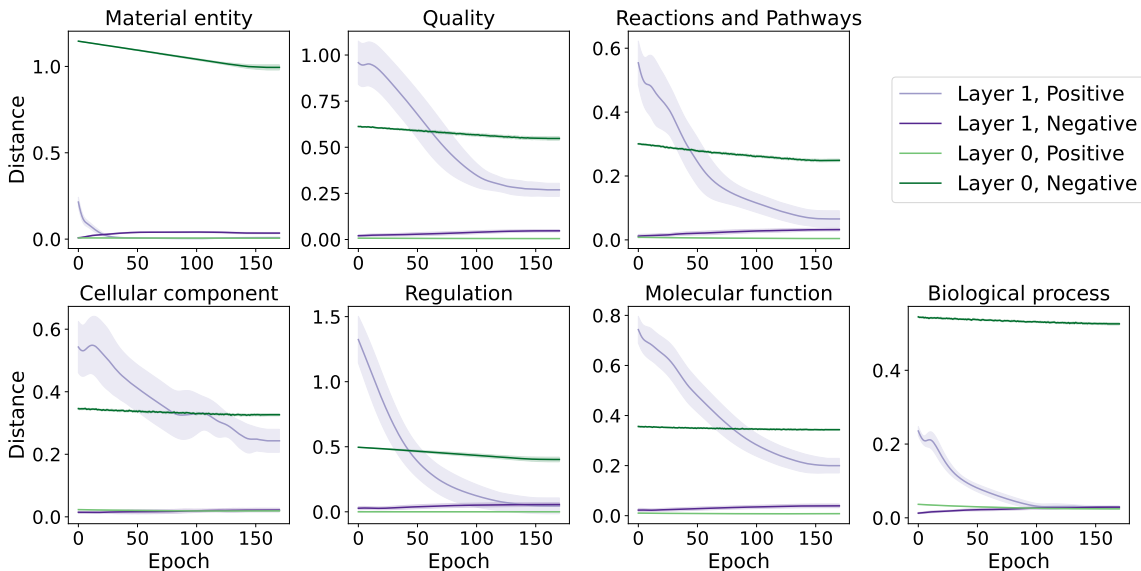 Material entity
Quality
Reactions and Pathways
Distance
1.0
0.5
0.0
0 50 100 150
1.00
0.75
0.50
0.25
0.00
0 50 100 150
0.6
0.4
0.2
0.0
0 50 100 150
Layer 1, Positive
Layer 1, Negative
Layer 0, Positive
Layer 0, Negative
Cellular component
Regulation
Molecular function
Biological process
Distance
0.6
0.4
0.2
0.0
0 50 100 150
Epoch
1.5
1.0
0.5
0.0
0 50 100 150
Epoch
0.8
0.6
0.4
0.2
0.0
0 50 100 150
Epoch
0.4
0.2
0.0
0 50 100 150
Epoch